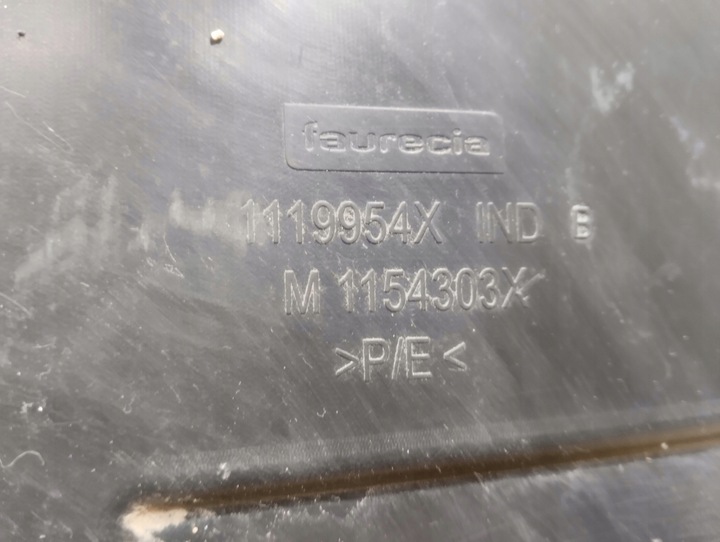 faurecia
1119954X IND B
M 1154303X
>P/E<